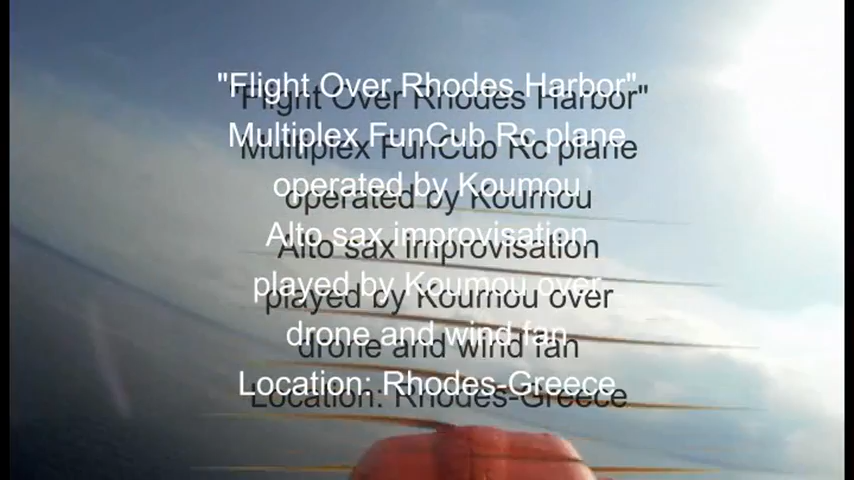 "Flight Over Rhodes Harbor"
Multiplex FunCub Rc plane
operated by Koumou
Alto sax improvisation
played by Koumou over
drone and wind fan
Location: Rhodes-Greece